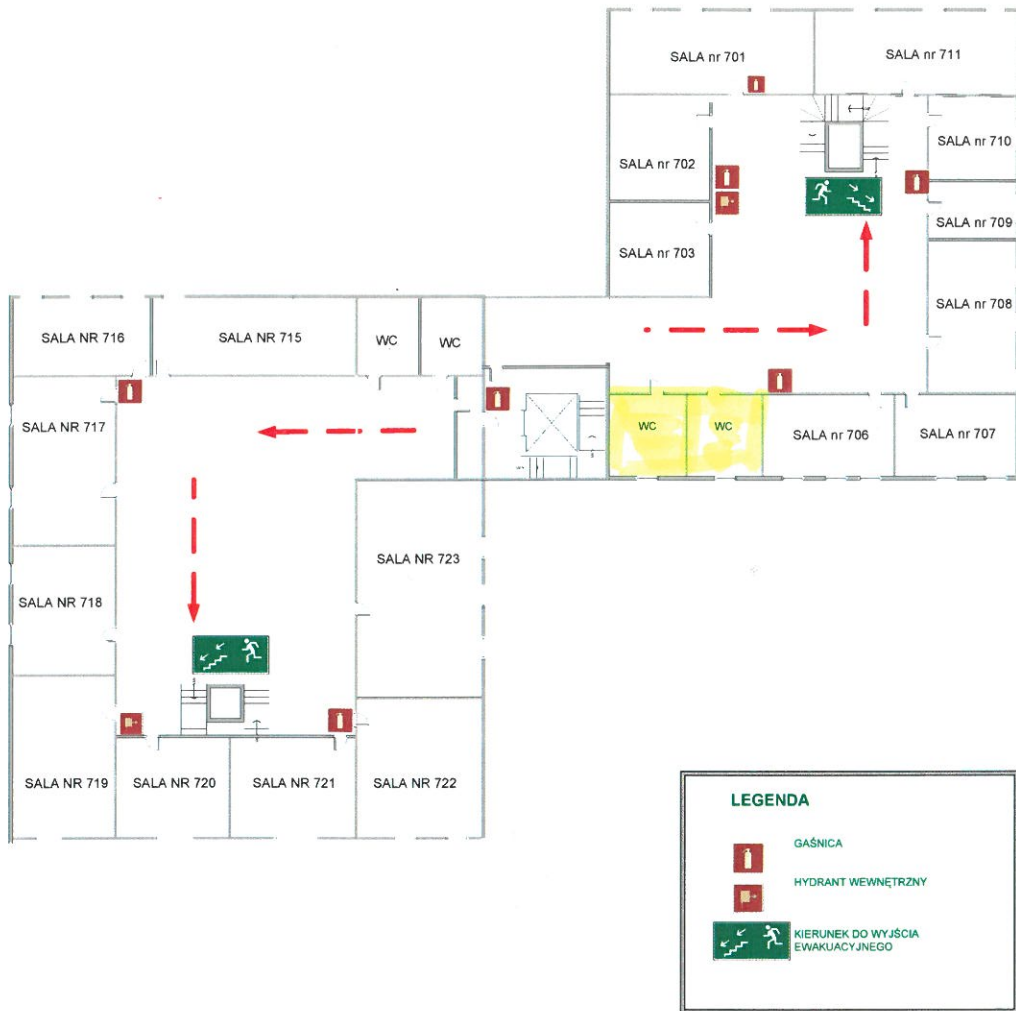 SALA nr 701
SALA nr 711
SALA nr 702
SALA nr 710
SALA nr 703
SALA nr 709
SALA nr 708
SALA NR 716
SALA NR 715
WC
WC
SALA NR 717
WC
WC
SALA nr 706
SALA nr 707
SALA NR 723
SALA NR 718
SALA NR 719
SALA NR 720
SALA NR 721
SALA NR 722
LEGENDA
GAŚNICA
HYDRANT WEWNĘTRZNY
KIERUNEK DO WYJŚCIA
EWAKUACYJNEGO